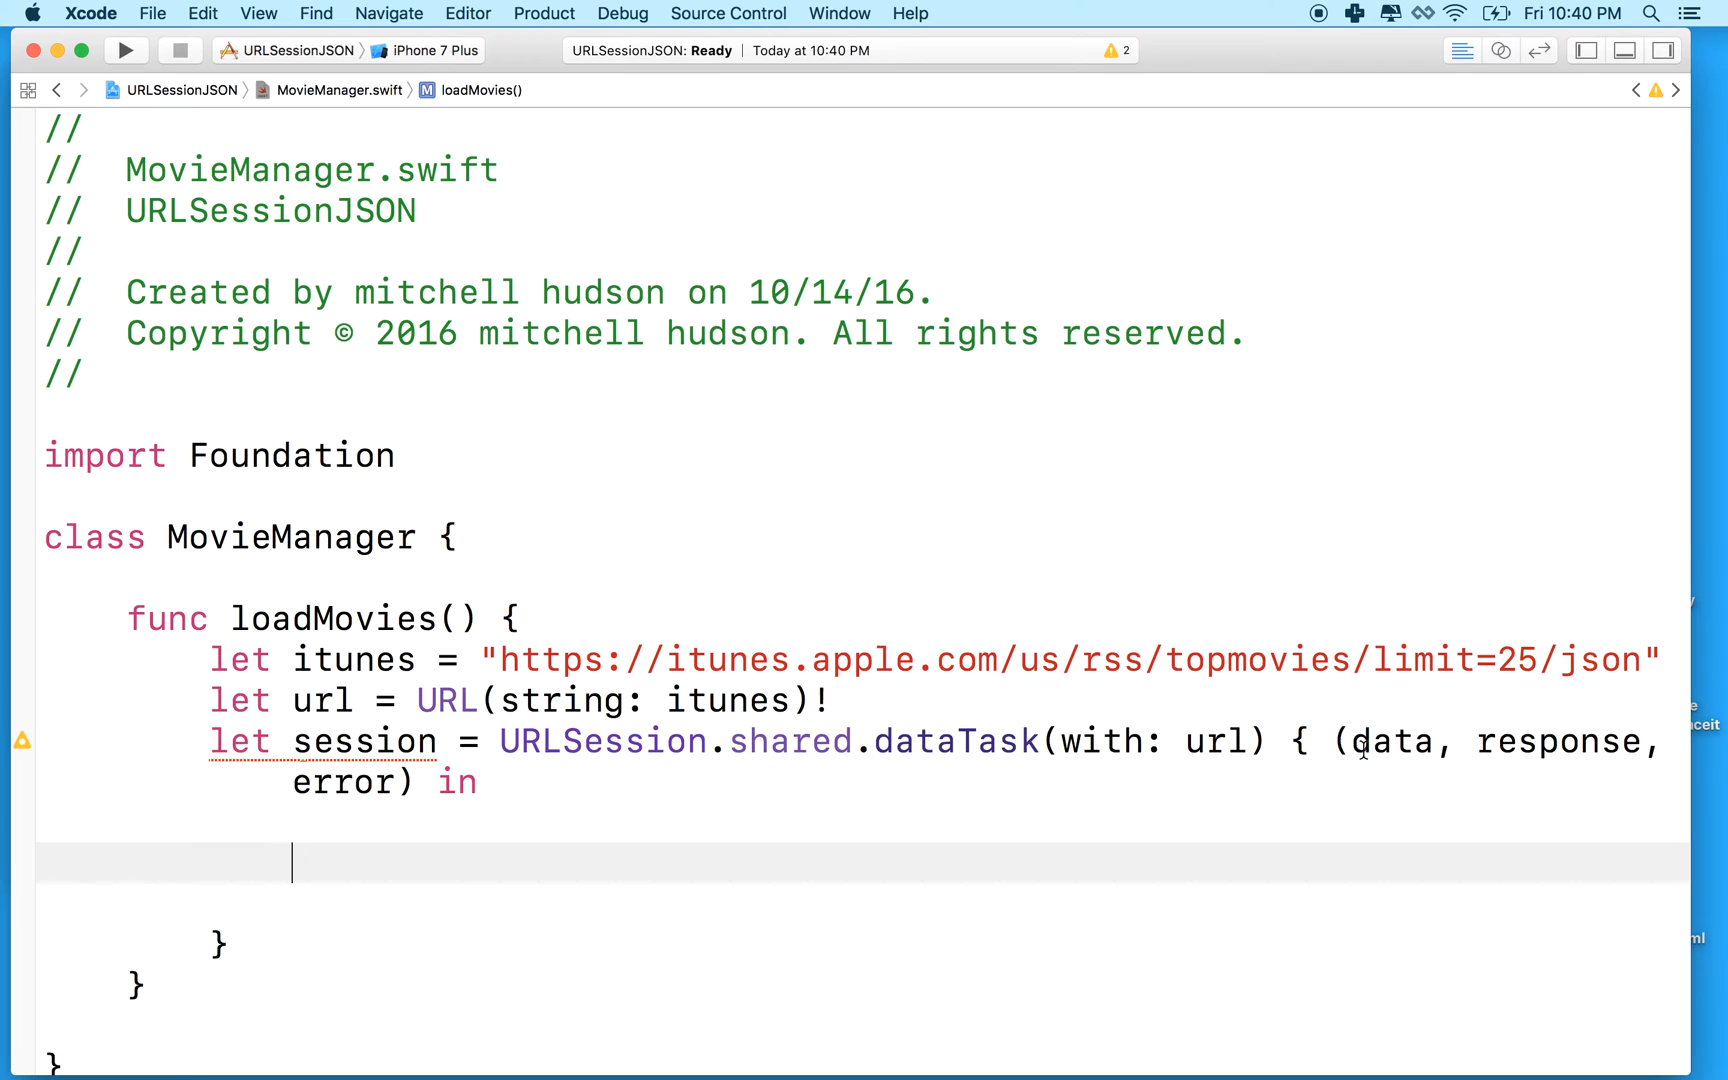 Xcode File Edit View Find Navigate Editor Product Debug Source Control Window Help Fri 10:40 PM
URLSessionJSON iPhone 7 Plus URLSessionJSON: Ready Today at 10:40 PM 2
URLSessionJSON MovieManager.swift M loadMovies()
//
// MovieManager.swift
// URLSessionJSON
//
// Created by mitchell hudson on 10/14/16.
// Copyright © 2016 mitchell hudson. All rights reserved.
//
import Foundation
class MovieManager {
func loadMovies() {
let itunes = "https://itunes.apple.com/us/rss/topmovies/limit=25/json"
let url = URL(string: itunes)!
let session = URLSession.shared.dataTask(with: url) { (data, response,
error) in
}
}
}